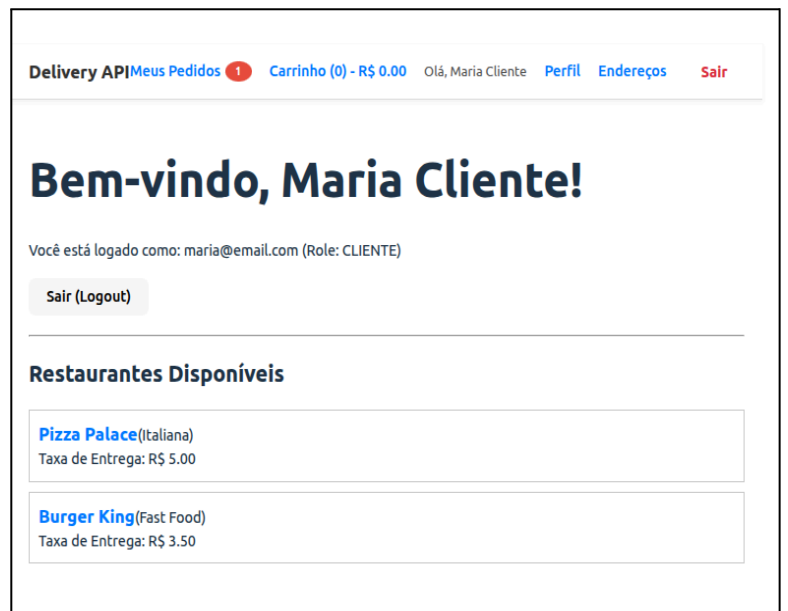 Delivery APIMeus Pedidos 1 Carrinho (0) - R$ 0.00 Olá, Maria Cliente Perfil Endereços Sair
Bem-vindo, Maria Cliente!
Você está logado como: maria@email.com (Role: CLIENTE)
Sair (Logout)
Restaurantes Disponíveis
Pizza Palace(Italiana)
Taxa de Entrega: R$ 5.00
Burger King(Fast Food)
Taxa de Entrega: R$ 3.50